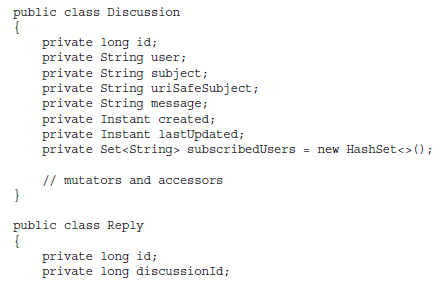 public class Discussion
{
    private long id;
    private String user;
    private String subject;
    private String uriSafeSubject;
    private String message;
    private Instant created;
    private Instant lastUpdated;
    private Set<String> subscribedUsers = new HashSet<>();

    // mutators and accessors
}

public class Reply
{
    private long id;
    private long discussionId;